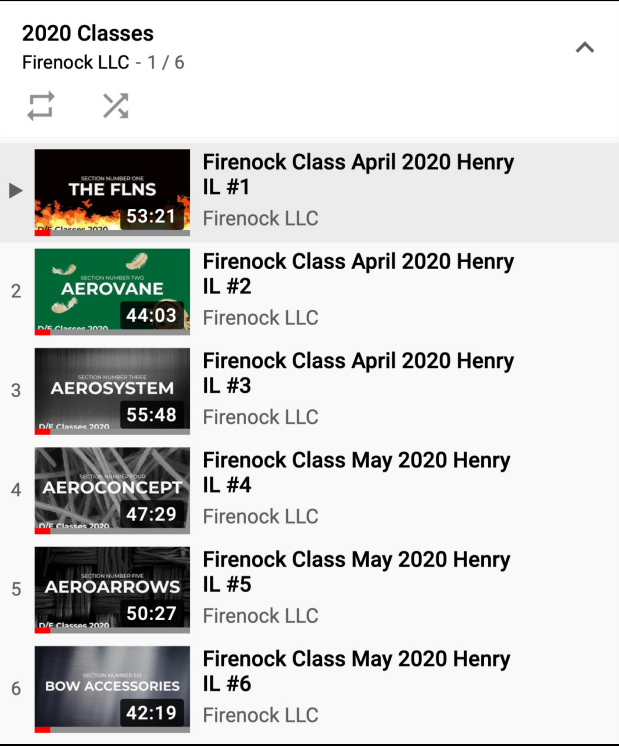 2020 Classes
Firenock LLC - 1 / 6
SECTION NUMBER ONE
THE FLNS
53:21
D/F Classes 2020
Firenock Class April 2020 Henry
IL #1
Firenock LLC
2
SECTION NUMBER TWO
AEROVANE
44:03
D/F Classes 2020
Firenock Class April 2020 Henry
IL #2
Firenock LLC
3
SECTION NUMBER THREE
AEROSYSTEM
55:48
D/F Classes 2020
Firenock Class April 2020 Henry
IL #3
Firenock LLC
4
SECTION NUMBER FOUR
AEROCONCEPT
47:29
D/F Classes 2020
Firenock Class May 2020 Henry
IL #4
Firenock LLC
5
SECTION NUMBER FIVE
AEROARROWS
50:27
D/F Classes 2020
Firenock Class May 2020 Henry
IL #5
Firenock LLC
6
SECTION NUMBER SIX
BOW ACCESSORIES
42:19
Firenock Class May 2020 Henry
IL #6
Firenock LLC